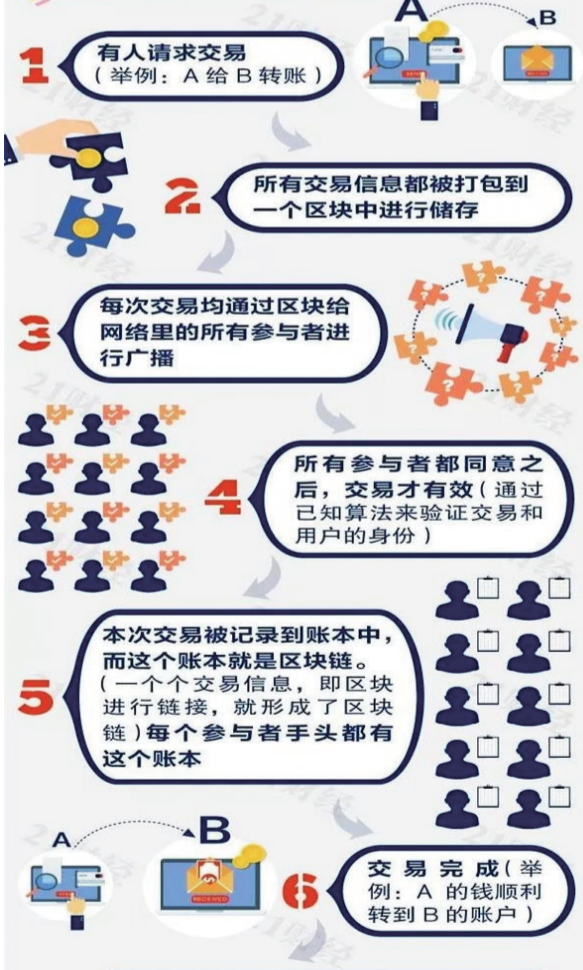 A
B
1
有人请求交易
（举例：A 给 B 转账）
2
所有交易信息都被打包到
一个区块中进行储存
3
每次交易均通过区块给
网络里的所有参与者进
行广播
4
所有参与者都同意之
后，交易才有效（通过
已知算法来验证交易和
用户的身份）
5
本次交易被记录到账本中，
而这个账本就是区块链。
（一个个交易信息，即区块
进行链接，就形成了区块
链）每个参与者手头都有
这个账本
A
B
RECEIVED
6
交易完成（举
例：A 的钱顺利
转到 B 的账户）
21财经